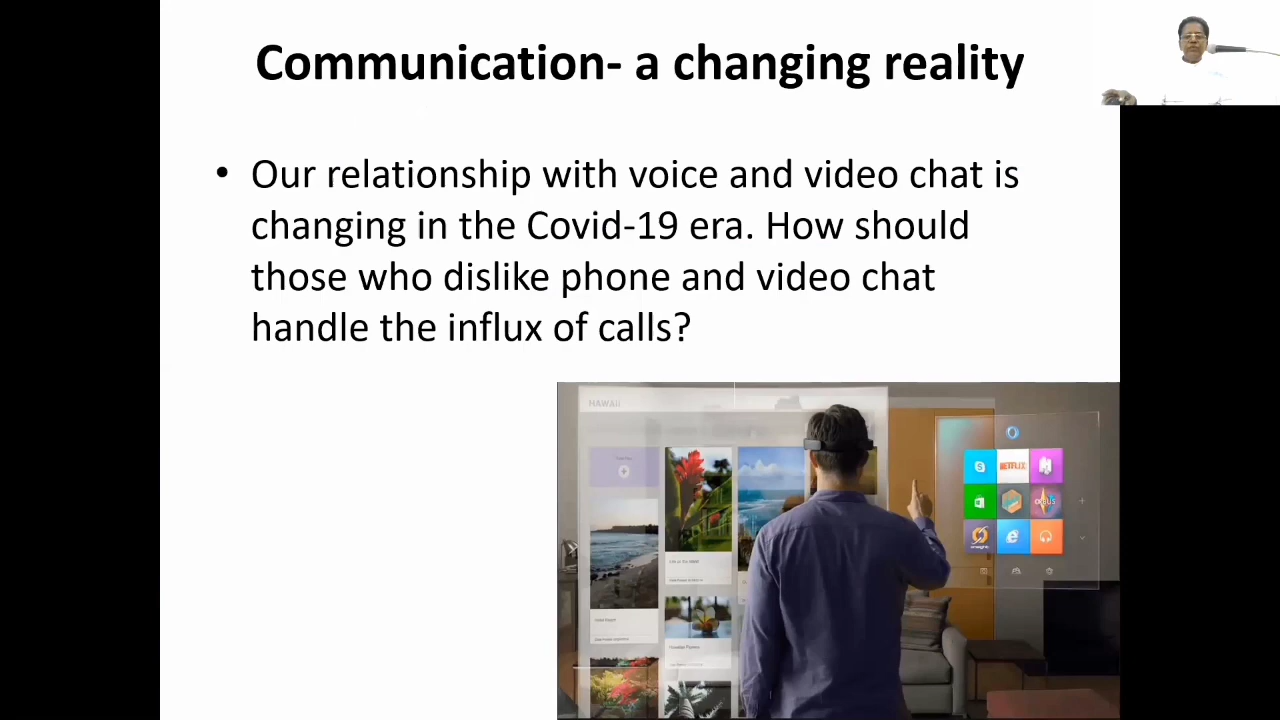 Communication- a changing reality
• Our relationship with voice and video chat is
changing in the Covid-19 era. How should
those who dislike phone and video chat
handle the influx of calls?
HAWAII
NETFLIX